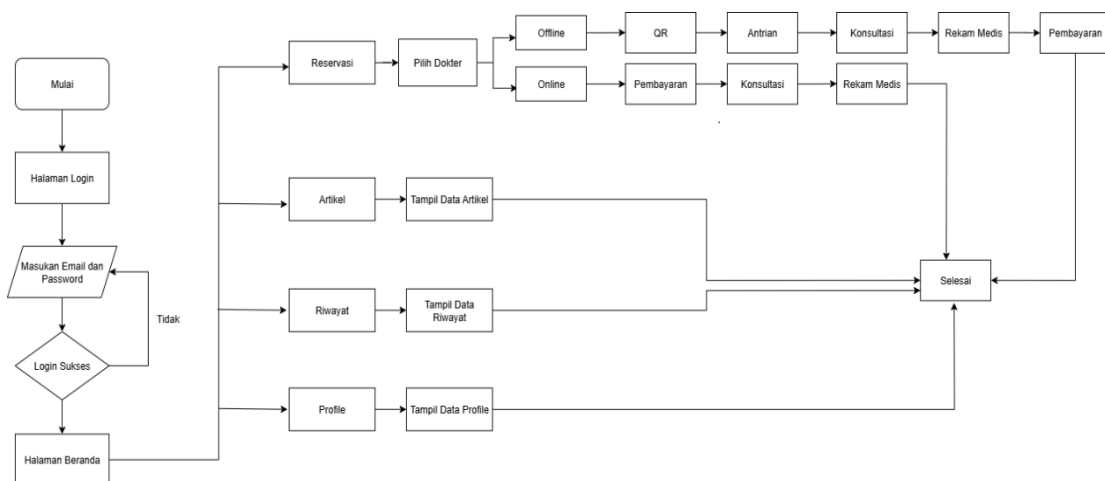 Mulai
Halaman Login
Masukan Email dan
Password
Tidak
Login Sukses
Halaman Beranda
Reservasi
Pilih Dokter
Offline
QR
Antrian
Konsultasi
Rekam Medis
Pembayaran
Online
Pembayaran
Konsultasi
Rekam Medis
Artikel
Tampil Data Artikel
Riwayat
Tampil Data
Riwayat
Profile
Tampil Data Profile
Selesai